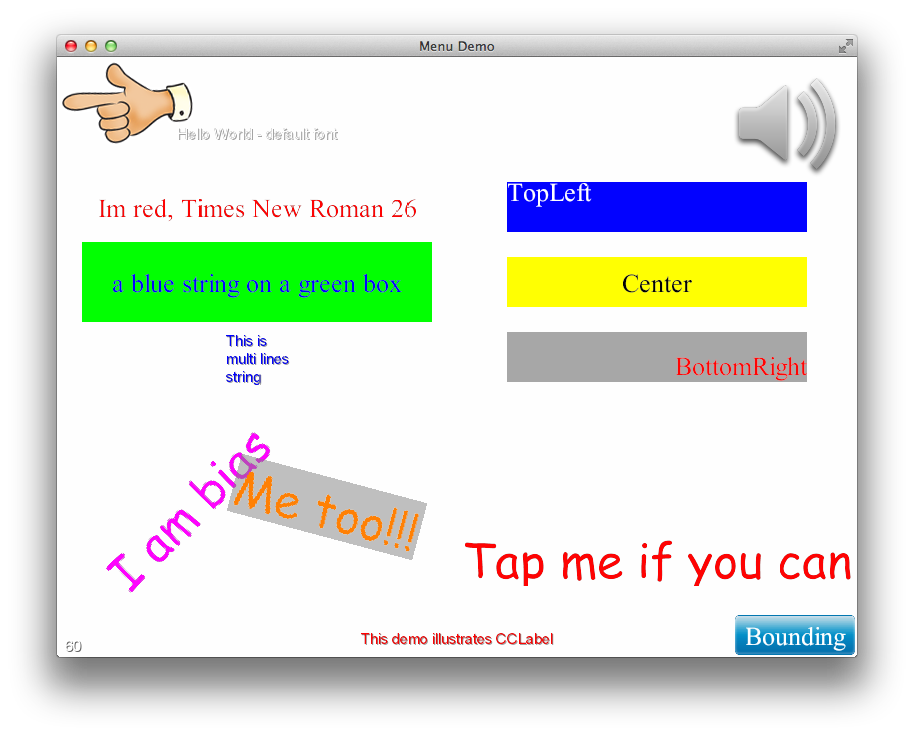 Menu Demo
Hello World - default font
Im red, Times New Roman 26
TopLeft
a blue string on a green box
Center
This is
multi lines
string
BottomRight
I am bias
Me too!!!
Tap me if you can
This demo illustrates CCLabel
Bounding
60